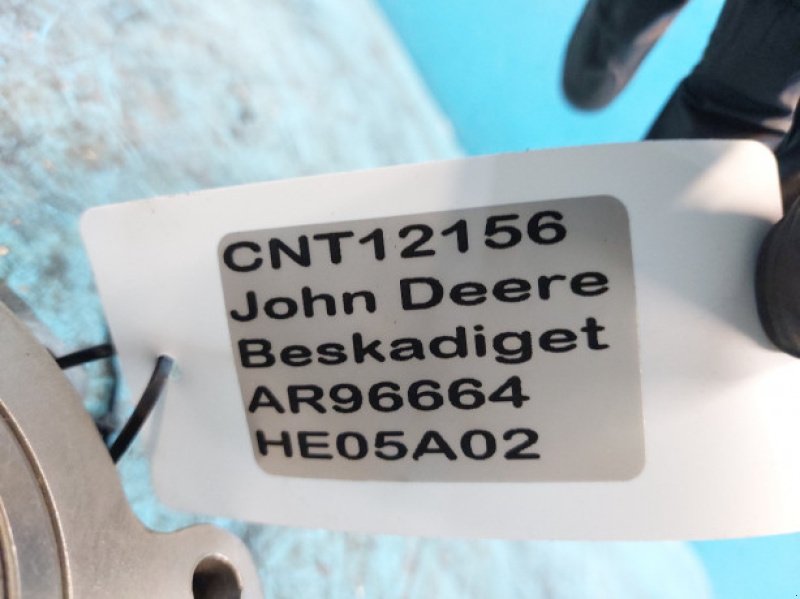 CNT12156
John Deere
Beskadiget
AR96664
HE05A02